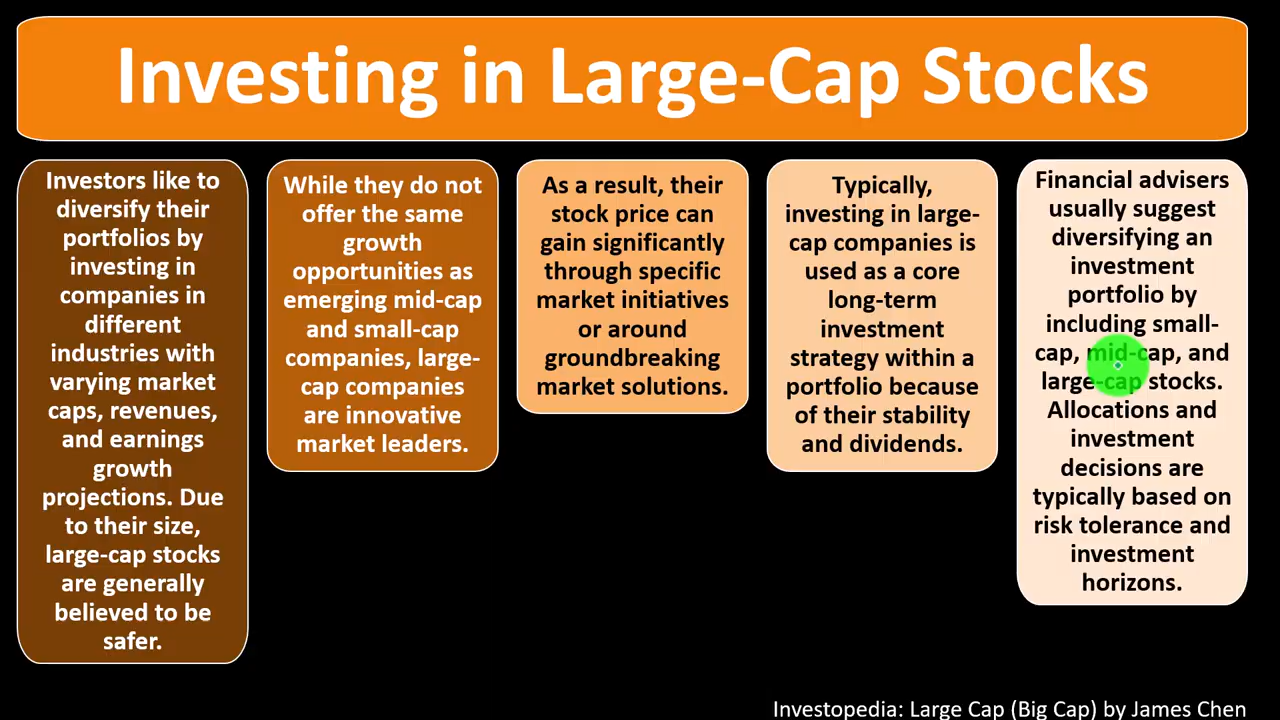 Investing in Large-Cap Stocks
Investors like to
diversify their
portfolios by
investing in
companies in
different
industries with
varying market
caps, revenues,
and earnings
growth
projections. Due
to their size,
large-cap stocks
are generally
believed to be
safer.
While they do not
offer the same
growth
opportunities as
emerging mid-cap
and small-cap
companies, large-
cap companies
are innovative
market leaders.
As a result, their
stock price can
gain significantly
through specific
market initiatives
or around
groundbreaking
market solutions.
Typically,
investing in large-
cap companies is
used as a core
long-term
investment
strategy within a
portfolio because
of their stability
and dividends.
Financial advisers
usually suggest
diversifying an
investment
portfolio by
including small-
cap, mid-cap, and
large-cap stocks.
Allocations and
investment
decisions are
typically based on
risk tolerance and
investment
horizons.
Investopedia: Large Cap (Big Cap) by James Chen